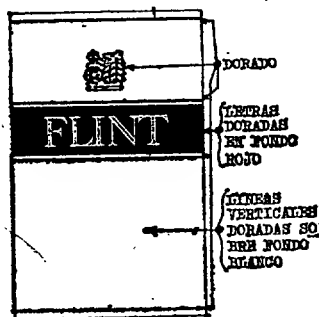 DORADO
FLINT
LETRAS
DORADAS
EN FONDO
ROJO
LINEAS
VERTICALES
DORADAS SO
BRE FONDO
BLANCO